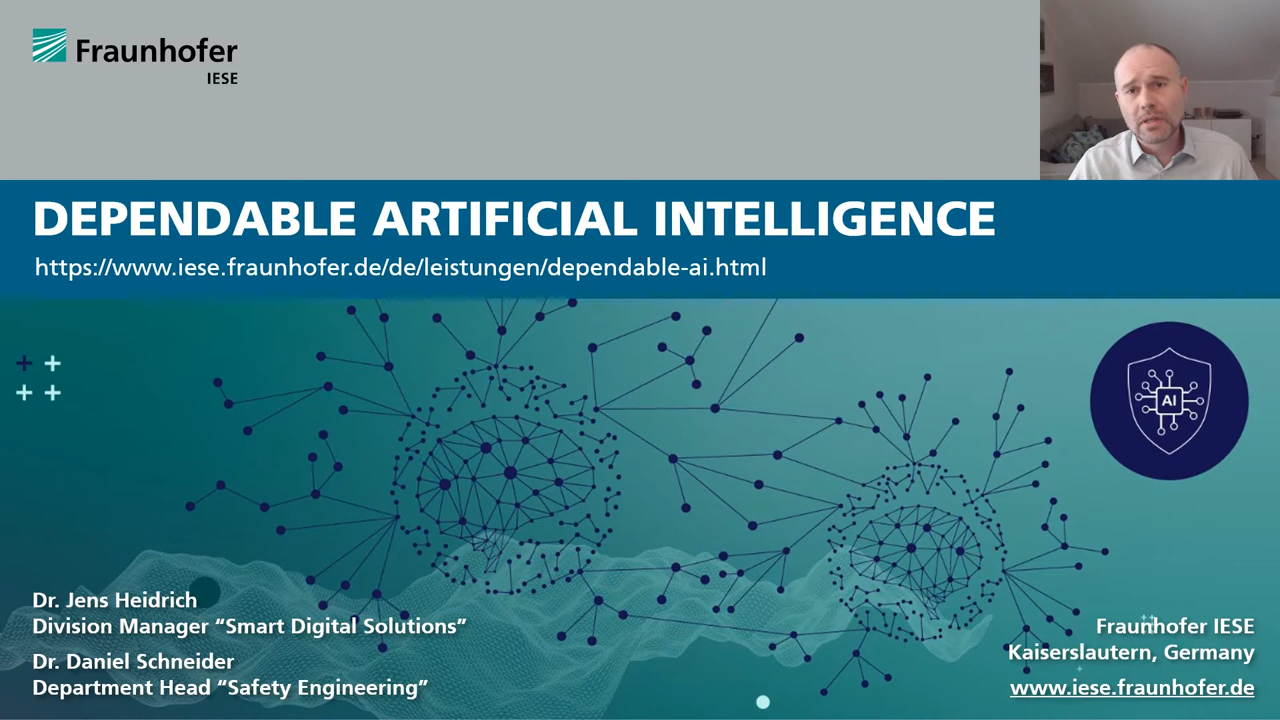 Fraunhofer
IESE
DEPENDABLE ARTIFICIAL INTELLIGENCE
https://www.iese.fraunhofer.de/de/leistungen/dependable-ai.html
AI
Dr. Jens Heidrich
Division Manager “Smart Digital Solutions”
Dr. Daniel Schneider
Department Head “Safety Engineering”
Fraunhofer IESE
Kaiserslautern, Germany
www.iese.fraunhofer.de